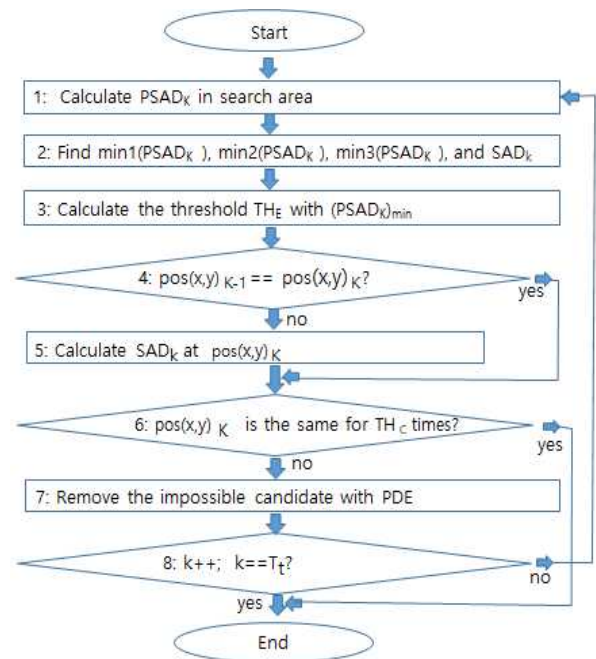 Start
1: Calculate PSADK in search area
2: Find min1(PSADK ), min2(PSADK ), min3(PSADK ), and SADk
3: Calculate the threshold THE with (PSADK)min
4: pos(x,y) K-1 == pos(x,y) K?
yes
no
5: Calculate SADk at pos(x,y) K
6: pos(x,y) K is the same for TH C times?
yes
no
7: Remove the impossible candidate with PDE
8: k++; k==Tt?
no
yes
End